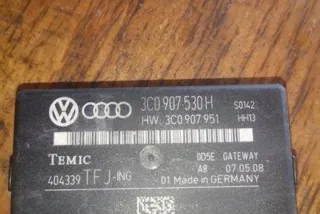 3C0 907 530 H S0142
HW: 3C0 907 951 HH13
TEMIC 0D5E GATEWAY
A8 07.05.08
404339 TFJ-ING 01 Made in GERMANY